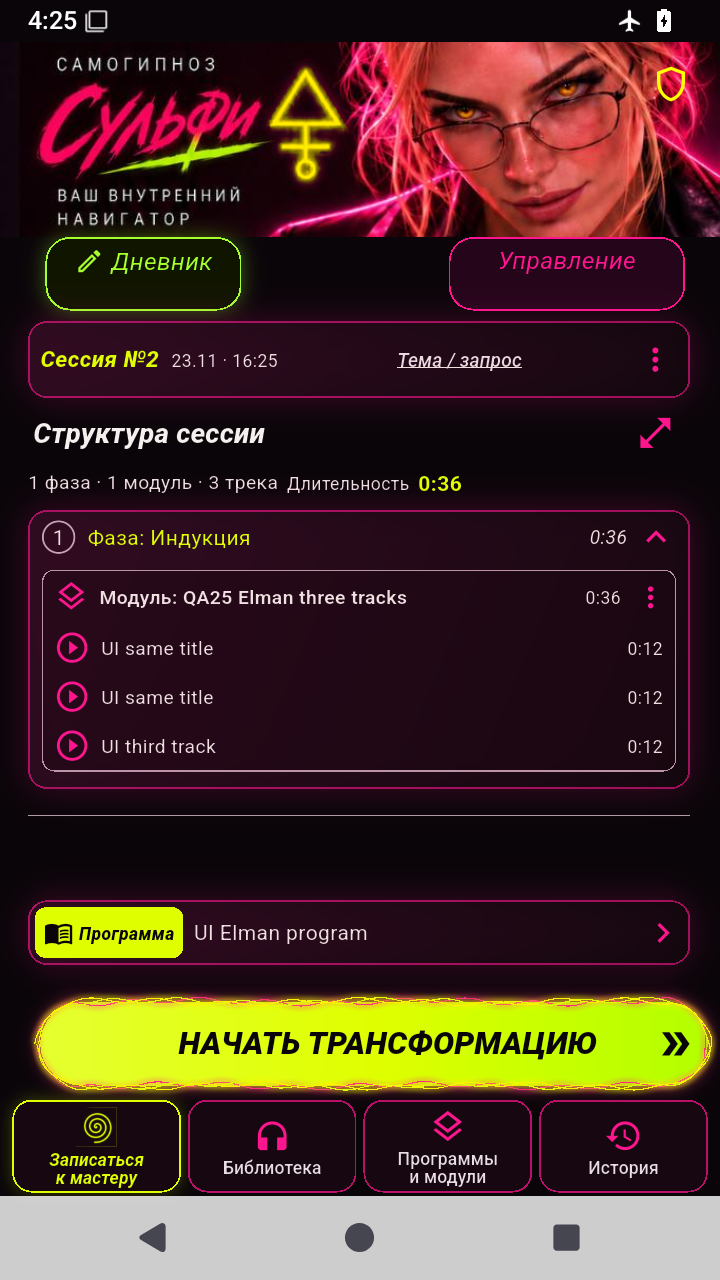 4:25
САМОГИПНОЗ
Сульфи
ВАШ ВНУТРЕННИЙ
НАВИГАТОР
Дневник
Управление
Сессия №2 23.11 · 16:25 Тема / запрос
Структура сессии
1 фаза · 1 модуль · 3 трека Длительность 0:36
1 Фаза: Индукция 0:36
Модуль: QA25 Elman three tracks 0:36
UI same title 0:12
UI same title 0:12
UI third track 0:12
Программа UI Elman program
НАЧАТЬ ТРАНСФОРМАЦИЮ »
Записаться
к мастеру
Библиотека
Программы
и модули
История